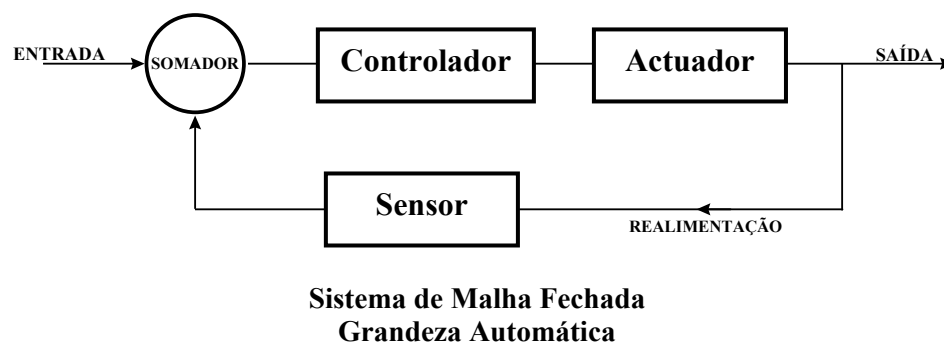 ENTRADA
SOMADOR
Controlador
Actuador
SAÍDA
Sensor
REALIMENTAÇÃO
Sistema de Malha Fechada
Grandeza Automática